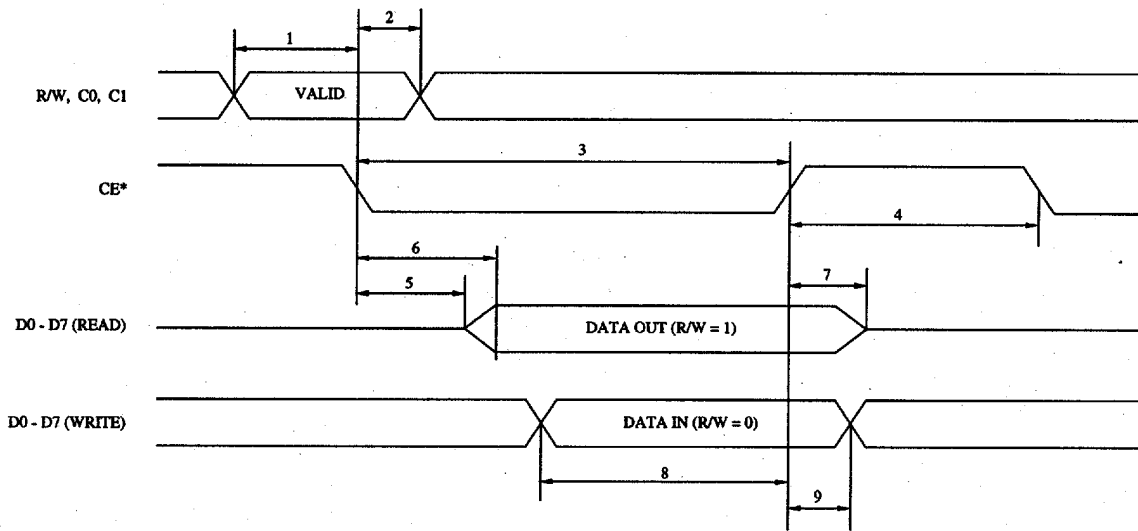 1
2
R/W, C0, C1
VALID
3
CE*
4
6
5
7
D0 - D7 (READ)
DATA OUT (R/W = 1)
D0 - D7 (WRITE)
DATA IN (R/W = 0)
8
9